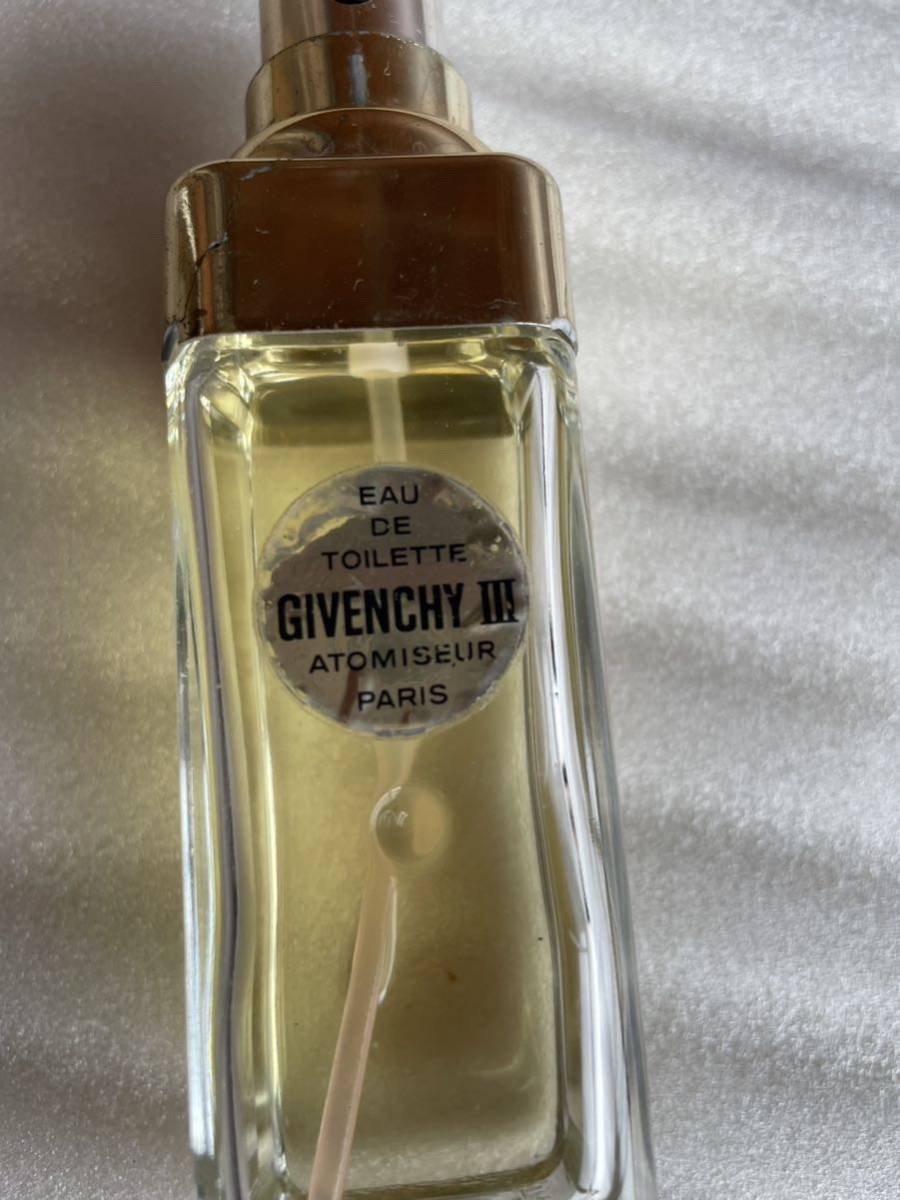 EAU
DE
TOILETTE
GIVENCHY III
ATOMISEUR
PARIS